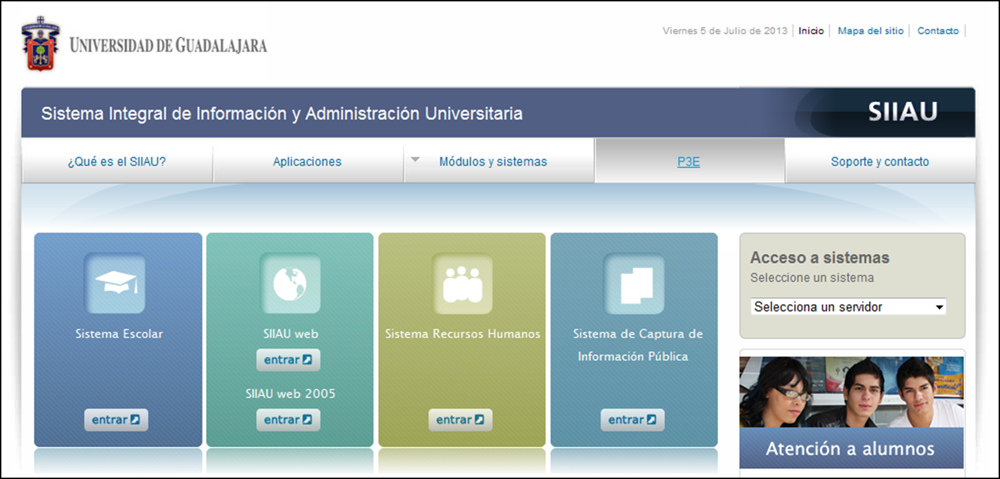 UNIVERSIDAD DE GUADALAJARA
Viernes 5 de Julio de 2013 | Inicio | Mapa del sitio | Contacto |
Sistema Integral de Información y Administración Universitaria
SIIAU
¿Qué es el SIIAU?
Aplicaciones
Módulos y sistemas
P3E
Soporte y contacto
Sistema Escolar
entrar
SIIAU web
entrar
SIIAU web 2005
entrar
Sistema Recursos Humanos
entrar
Sistema de Captura de
Información Pública
entrar
Acceso a sistemas
Seleccione un sistema
Selecciona un servidor
Atención a alumnos